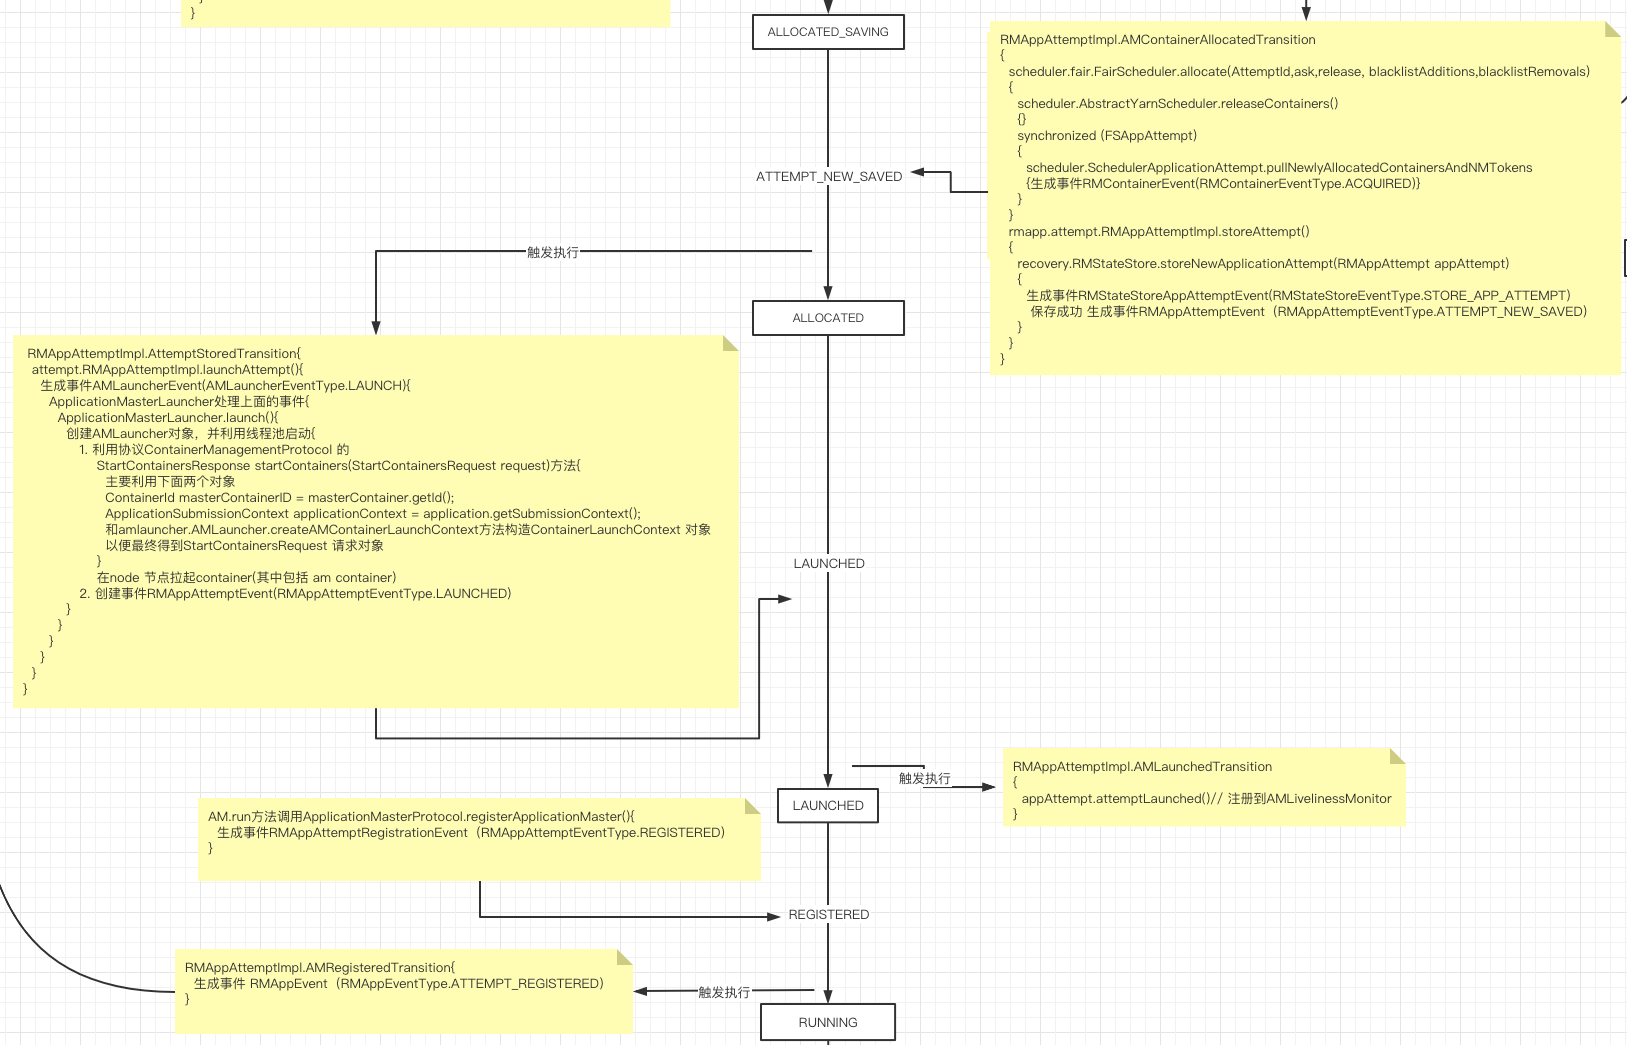 }
ALLOCATED_SAVING
RMAppAttemptImpl.AMContainerAllocatedTransition
{
scheduler.fair.FairScheduler.allocate(AttemptId,ask,release, blacklistAdditions,blacklistRemovals)
{
scheduler.AbstractYarnScheduler.releaseContainers()
{}
synchronized (FSAppAttempt)
{
scheduler.SchedulerApplicationAttempt.pullNewlyAllocatedContainersAndNMTokens
{生成事件RMContainerEvent(RMContainerEventType.ACQUIRED)}
}
}
rmapp.attempt.RMAppAttemptImpl.storeAttempt()
{
recovery.RMStateStore.storeNewApplicationAttempt(RMAppAttempt appAttempt)
{
生成事件RMStateStoreAppAttemptEvent(RMStateStoreEventType.STORE_APP_ATTEMPT)
保存成功 生成事件RMAppAttemptEvent（RMAppAttemptEventType.ATTEMPT_NEW_SAVED)
}
}
}
ATTEMPT_NEW_SAVED
触发执行
ALLOCATED
RMAppAttemptImpl.AttemptStoredTransition{
attempt.RMAppAttemptImpl.launchAttempt(){
生成事件AMLauncherEvent(AMLauncherEventType.LAUNCH){
ApplicationMasterLauncher处理上面的事件{
ApplicationMasterLauncher.launch(){
创建AMLauncher对象，并利用线程池启动{
1. 利用协议ContainerManagementProtocol 的
StartContainersResponse startContainers(StartContainersRequest request)方法{
主要利用下面两个对象
ContainerId masterContainerID = masterContainer.getId();
ApplicationSubmissionContext applicationContext = application.getSubmissionContext();
和amlauncher.AMLauncher.createAMContainerLaunchContext方法构造ContainerLaunchContext 对象
以便最终得到StartContainersRequest 请求对象
}
在node 节点拉起container(其中包括 am container)
2. 创建事件RMAppAttemptEvent(RMAppAttemptEventType.LAUNCHED)
}
}
}
}
}
}
LAUNCHED
触发执行
RMAppAttemptImpl.AMLaunchedTransition
{
appAttempt.attemptLaunched()// 注册到AMLivelinessMonitor
}
LAUNCHED
AM.run方法调用ApplicationMasterProtocol.registerApplicationMaster(){
生成事件RMAppAttemptRegistrationEvent（RMAppAttemptEventType.REGISTERED)
}
REGISTERED
RMAppAttemptImpl.AMRegisteredTransition{
生成事件 RMAppEvent（RMAppEventType.ATTEMPT_REGISTERED)
}
触发执行
RUNNING